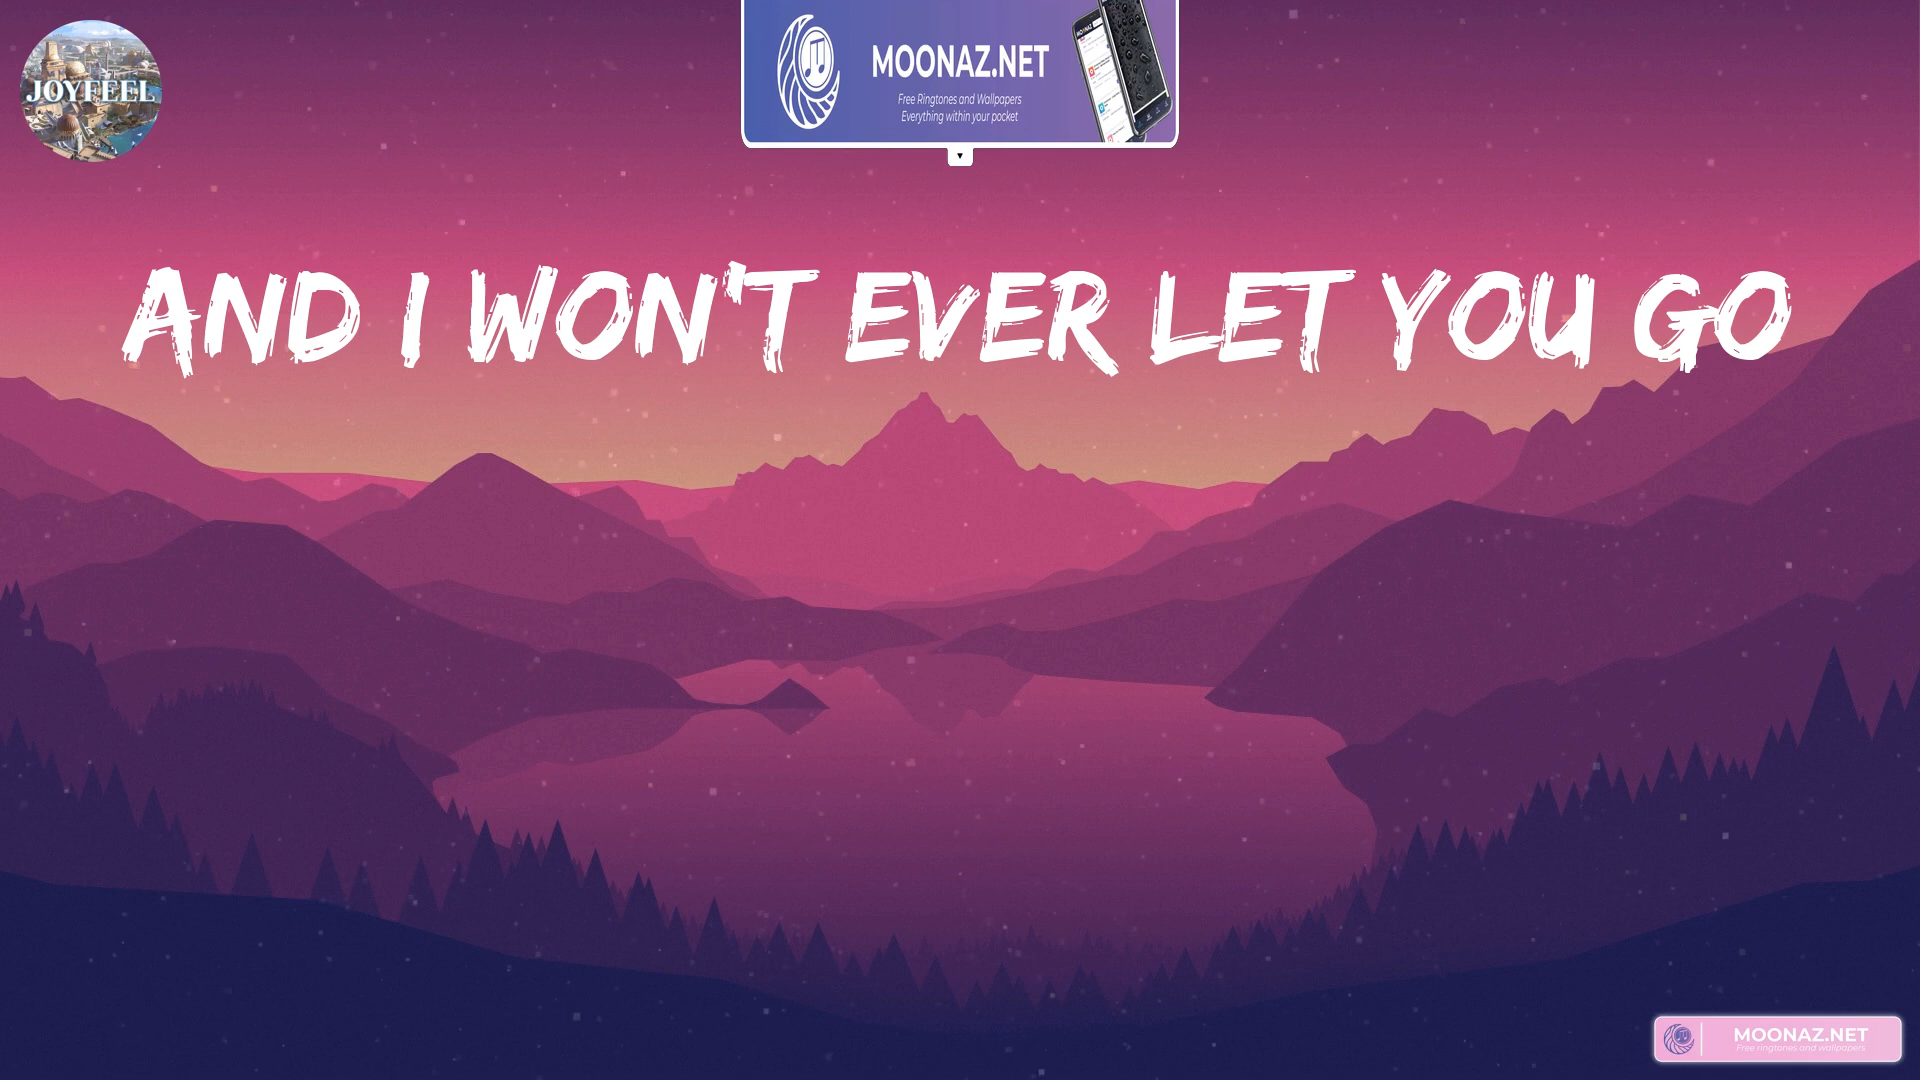 JOYFEEL
MOONAZ.NET
Free Ringtones and Wallpapers
Everything within your pocket
AND I WON'T EVER LET YOU GO
MOONAZ.NET
Free ringtones and wallpapers